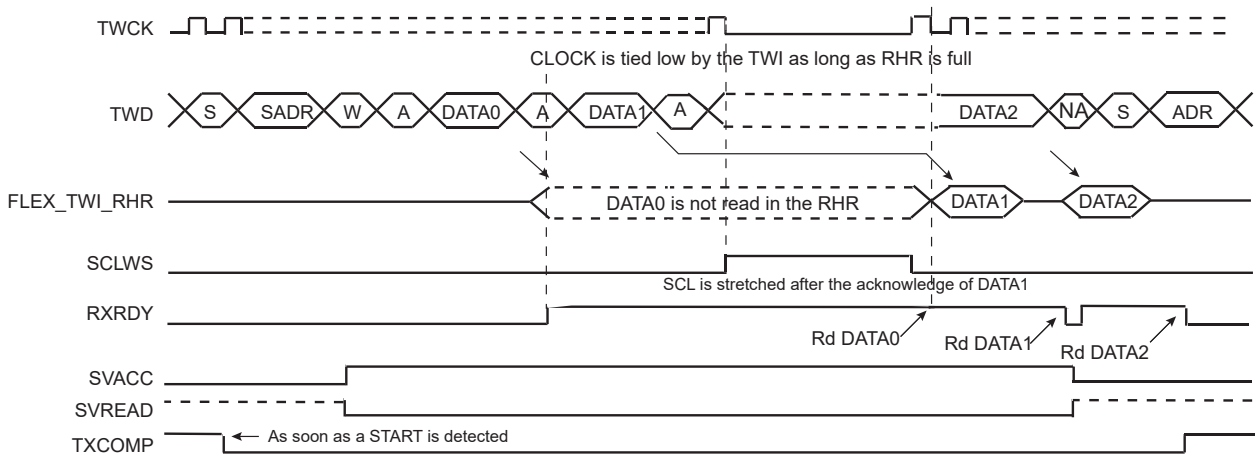 TWCK
CLOCK is tied low by the TWI as long as RHR is full
TWD S SADR W A DATA0 A DATA1 A DATA2 NA S ADR
FLEX_TWI_RHR DATA0 is not read in the RHR DATA1 DATA2
SCLWS
SCL is stretched after the acknowledge of DATA1
RXRDY
Rd DATA0 Rd DATA1 Rd DATA2
SVACC
SVREAD
TXCOMP As soon as a START is detected